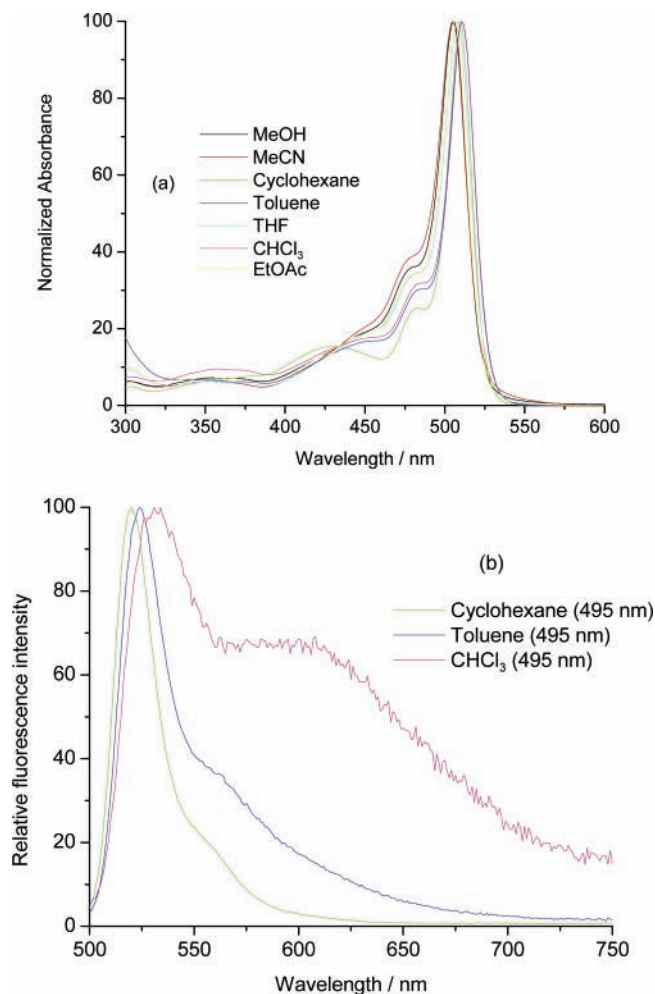 100
80
60
40
20
0
Normalized Absorbance
(a)
MeOH
MeCN
Cyclohexane
Toluene
THF
CHCl₃
EtOAc
300 350 400 450 500 550 600
Wavelength / nm
100
80
60
40
20
0
Relative fluorescence intensity
(b)
Cyclohexane (495 nm)
Toluene (495 nm)
CHCl₃ (495 nm)
500 550 600 650 700 750
Wavelength / nm